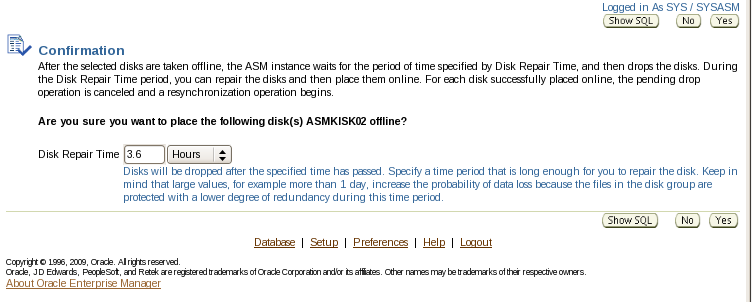 Logged in As SYS / SYSASM
Show SQL No Yes
Confirmation
After the selected disks are taken offline, the ASM instance waits for the period of time specified by Disk Repair Time, and then drops the disks. During
the Disk Repair Time period, you can repair the disks and then place them online. For each disk successfully placed online, the pending drop
operation is canceled and a resynchronization operation begins.
Are you sure you want to place the following disk(s) ASMKISK02 offline?
Disk Repair Time 3.6 Hours
Disks will be dropped after the specified time has passed. Specify a time period that is long enough for you to repair the disk. Keep in
mind that large values, for example more than 1 day, increase the probability of data loss because the files in the disk group are
protected with a lower degree of redundancy during this time period.
Show SQL No Yes
Database | Setup | Preferences | Help | Logout
Copyright © 1996, 2009, Oracle. All rights reserved.
Oracle, JD Edwards, PeopleSoft, and Retek are registered trademarks of Oracle Corporation and/or its affiliates. Other names may be trademarks of their respective owners.
About Oracle Enterprise Manager